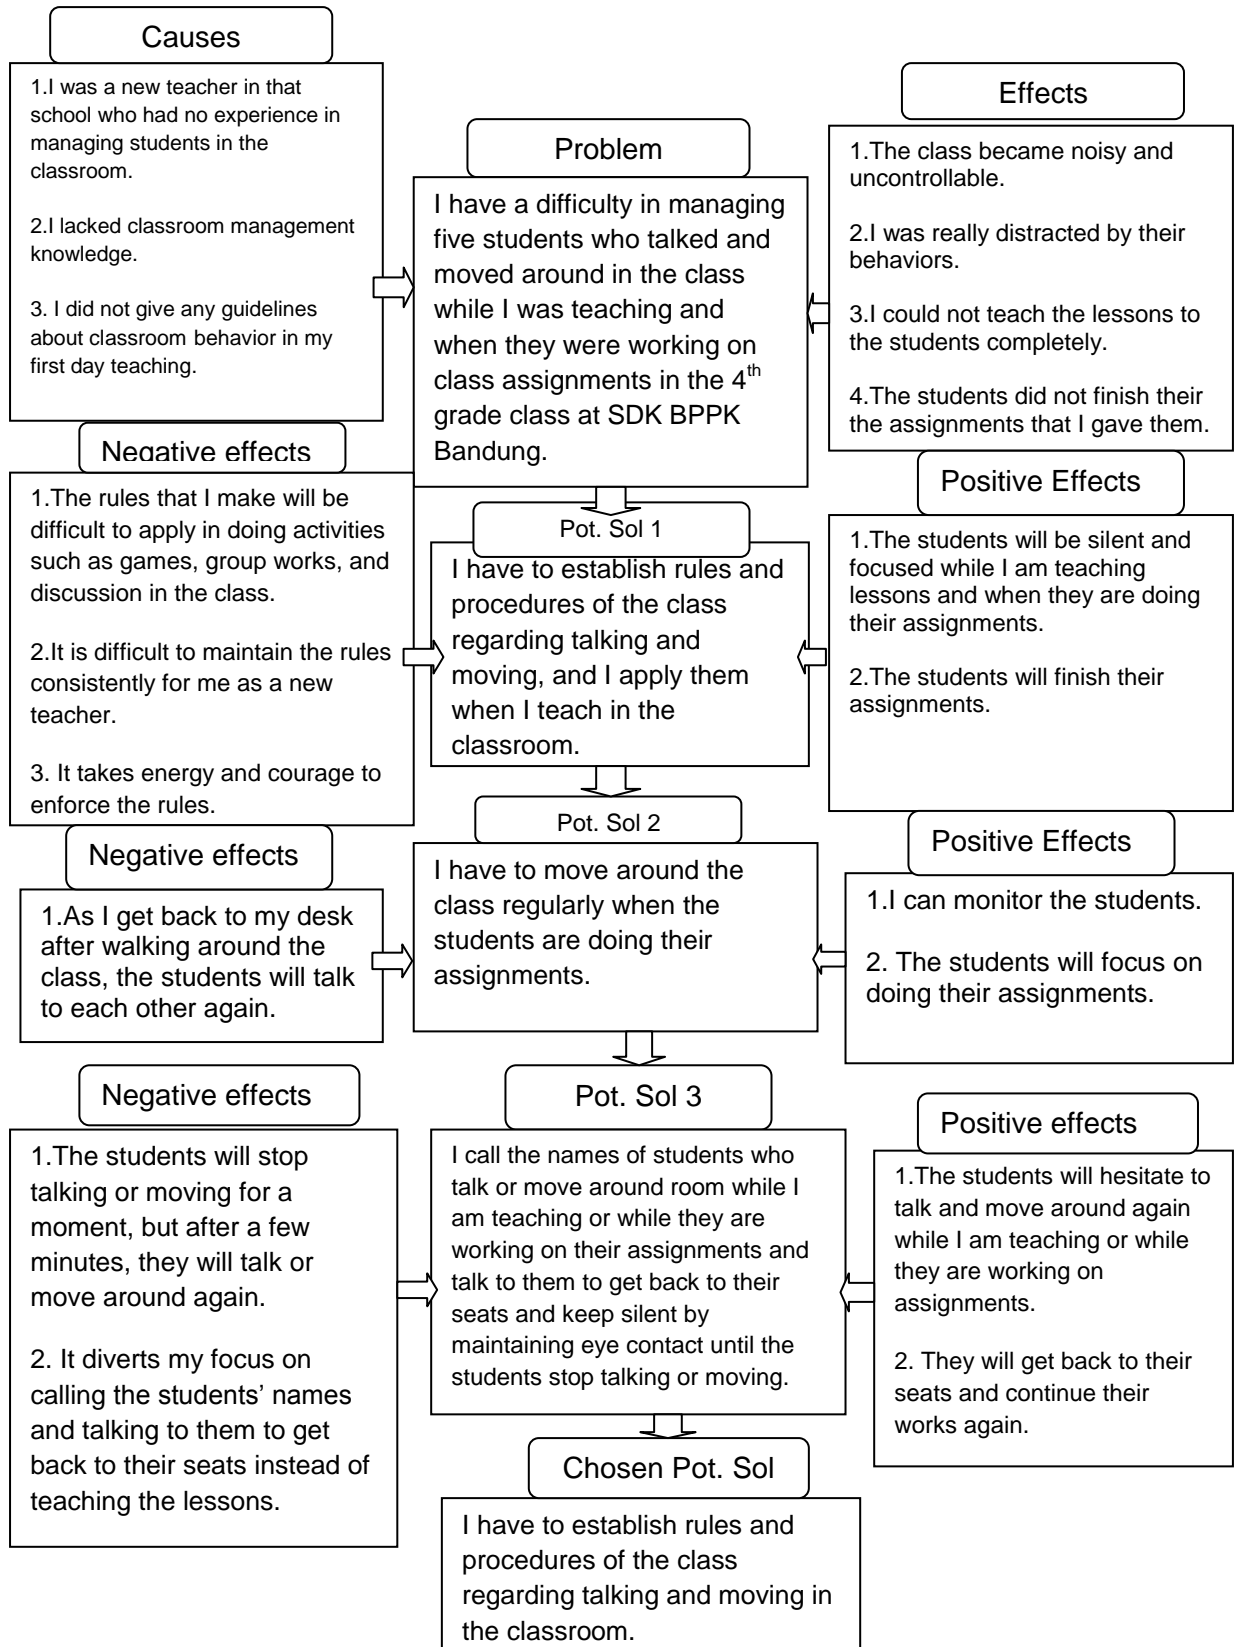 Causes
1.I was a new teacher in that
school who had no experience in
managing students in the
classroom.
2.I lacked classroom management
knowledge.
3. I did not give any guidelines
about classroom behavior in my
first day teaching.
Problem
I have a difficulty in managing
five students who talked and
moved around in the class
while I was teaching and
when they were working on
class assignments in the 4th
grade class at SDK BPPK
Bandung.
Effects
1.The class became noisy and
uncontrollable.
2.I was really distracted by their
behaviors.
3.I could not teach the lessons to
the students completely.
4.The students did not finish their
the assignments that I gave them.
Negative effects
1.The rules that I make will be
difficult to apply in doing activities
such as games, group works, and
discussion in the class.
2.It is difficult to maintain the rules
consistently for me as a new
teacher.
3. It takes energy and courage to
enforce the rules.
Pot. Sol 1
I have to establish rules and
procedures of the class
regarding talking and
moving, and I apply them
when I teach in the
classroom.
Positive Effects
1.The students will be silent and
focused while I am teaching
lessons and when they are doing
their assignments.
2.The students will finish their
assignments.
Negative effects
1.As I get back to my desk
after walking around the
class, the students will talk
to each other again.
Pot. Sol 2
I have to move around the
class regularly when the
students are doing their
assignments.
Positive Effects
1.I can monitor the students.
2. The students will focus on
doing their assignments.
Negative effects
1.The students will stop
talking or moving for a
moment, but after a few
minutes, they will talk or
move around again.
2. It diverts my focus on
calling the students’ names
and talking to them to get
back to their seats instead of
teaching the lessons.
Pot. Sol 3
I call the names of students who
talk or move around room while I
am teaching or while they are
working on their assignments and
talk to them to get back to their
seats and keep silent by
maintaining eye contact until the
students stop talking or moving.
Positive effects
1.The students will hesitate to
talk and move around again
while I am teaching or while
they are working on
assignments.
2. They will get back to their
seats and continue their
works again.
Chosen Pot. Sol
I have to establish rules and
procedures of the class
regarding talking and moving in
the classroom.